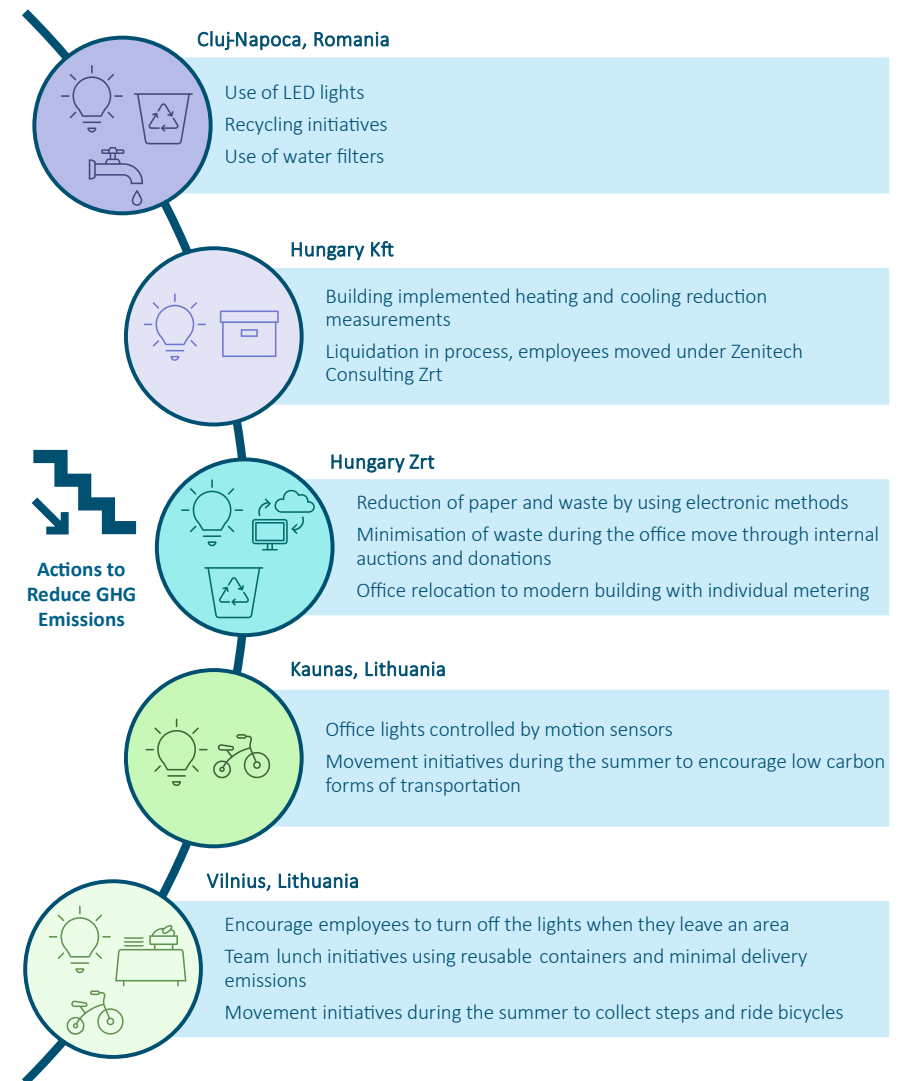 Cluj-Napoca, Romania
Use of LED lights
Recycling initiatives
Use of water filters
Hungary Kft
Building implemented heating and cooling reduction
measurements
Liquidation in process, employees moved under Zenitech
Consulting Zrt
Actions to
Reduce GHG
Emissions
Hungary Zrt
Reduction of paper and waste by using electronic methods
Minimisation of waste during the office move through internal
auctions and donations
Office relocation to modern building with individual metering
Kaunas, Lithuania
Office lights controlled by motion sensors
Movement initiatives during the summer to encourage low carbon
forms of transportation
Vilnius, Lithuania
Encourage employees to turn off the lights when they leave an area
Team lunch initiatives using reusable containers and minimal delivery
emissions
Movement initiatives during the summer to collect steps and ride bicycles